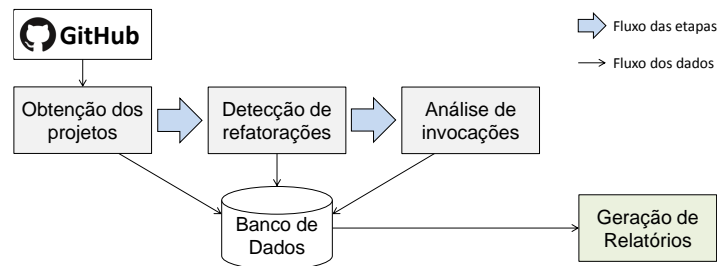 GitHub
Fluxo das etapas
Fluxo dos dados
Obtenção dos
projetos
Detecção de
refatorações
Análise de
invocações
Banco de
Dados
Geração de
Relatórios